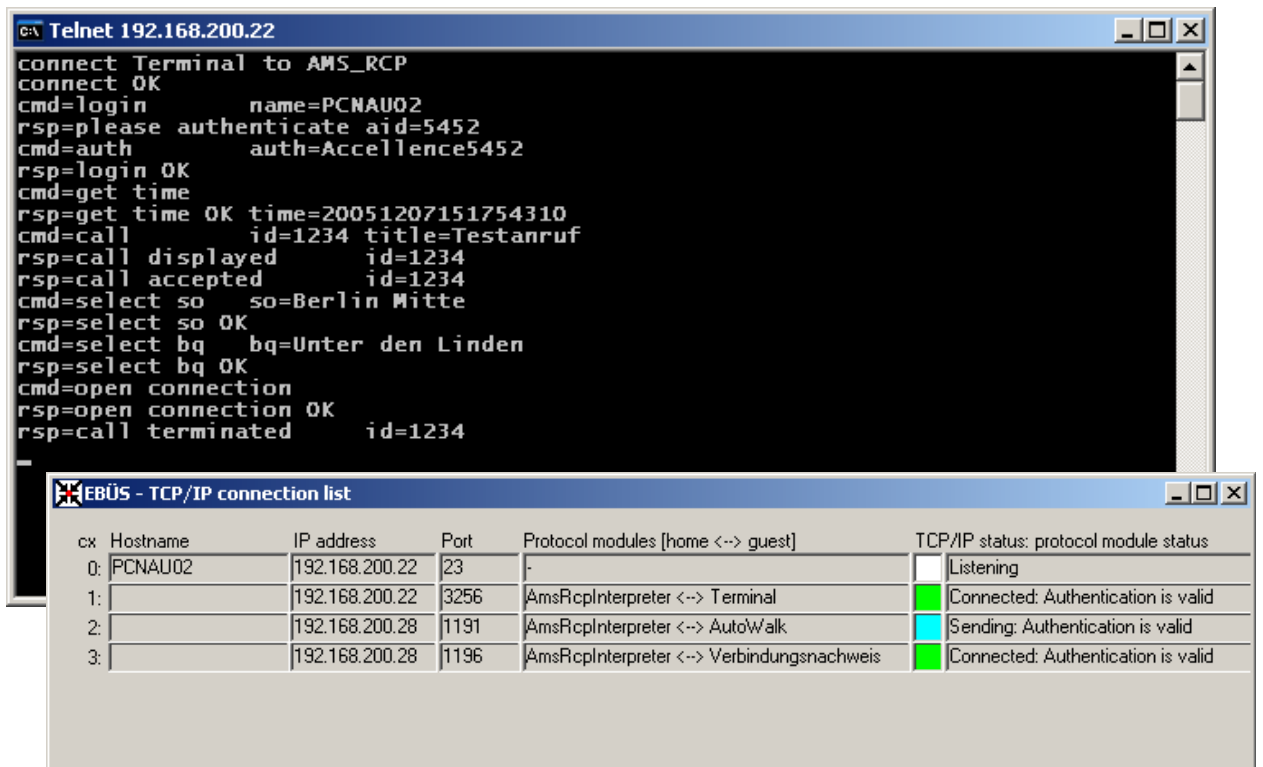 Telnet 192.168.200.22
connect Terminal to AMS_RCP
connect OK
cmd=login name=PCNAU02
rsp=please authenticate aid=5452
cmd=auth auth=Accellence5452
rsp=login OK
cmd=get time
rsp=get time OK time=20051207151754310
cmd=call id=1234 title=Testanruf
rsp=call displayed id=1234
rsp=call accepted id=1234
cmd=select so so=Berlin Mitte
rsp=select so OK
cmd=select bq bq=Unter den Linden
rsp=select bq OK
cmd=open connection
rsp=open connection OK
rsp=call terminated id=1234
EBÜS - TCP/IP connection list
cx Hostname IP address Port Protocol modules [home <--> guest] TCP/IP status: protocol module status
0: PCNAU02 192.168.200.22 23 - Listening
1: 192.168.200.22 3256 AmsRcpInterpreter <--> Terminal Connected: Authentication is valid
2: 192.168.200.28 1191 AmsRcpInterpreter <--> AutoWalk Sending: Authentication is valid
3: 192.168.200.28 1196 AmsRcpInterpreter <--> Verbindungsnachweis Connected: Authentication is valid